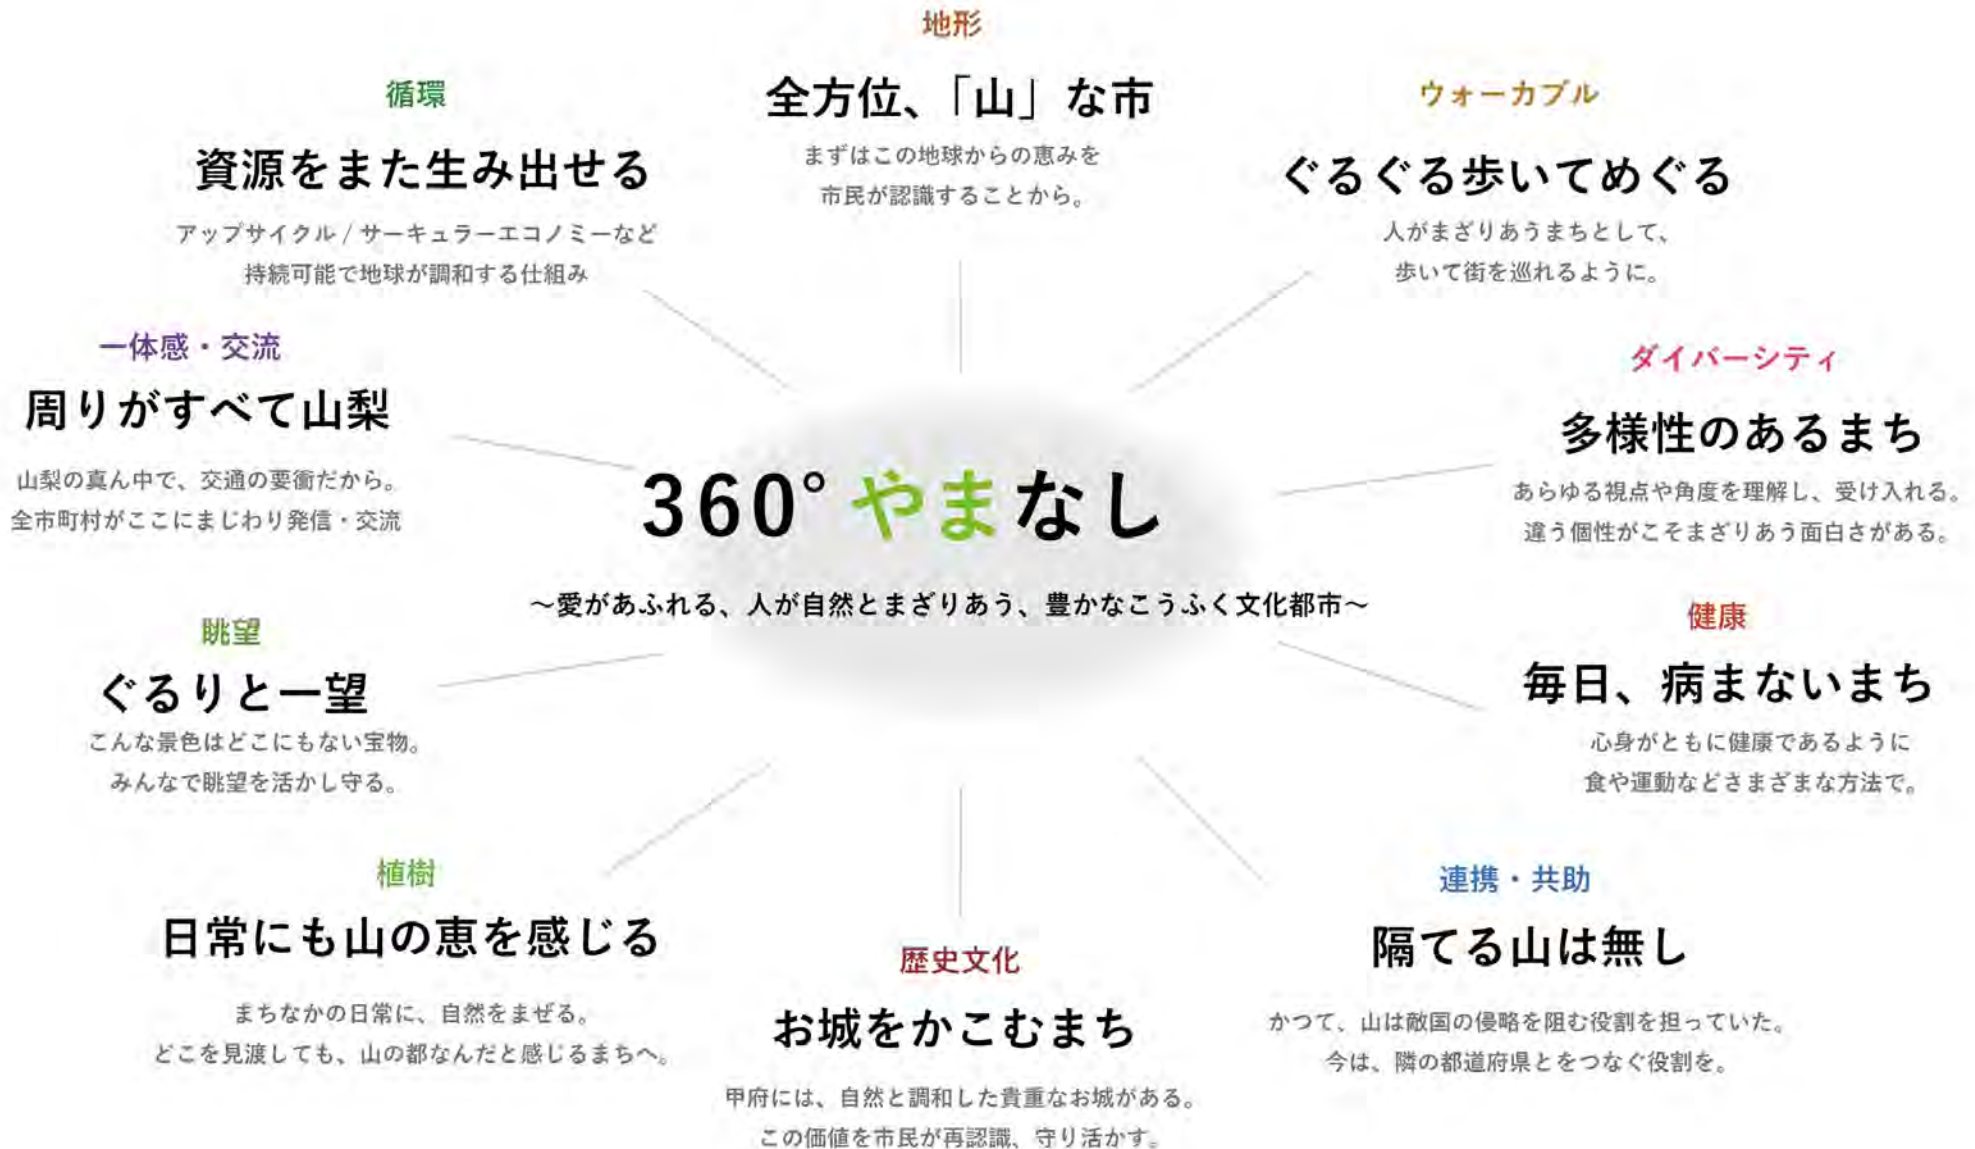 地形
全方位、「山」な市
まずはこの地球からの恵みを
市民が認識することから。
循環
資源をまた生み出せる
アップサイクル / サーキュラーエコノミーなど
持続可能で地球が調和する仕組み
ウォーカブル
ぐるぐる歩いてめぐる
人がまざりあうまちとして、
歩いて街を巡れるように。
一体感・交流
周りがすべて山梨
山梨の真ん中で、交通の要衝だから。
全市町村がここにまじわり発信・交流
ダイバーシティ
多様性のあるまち
あらゆる視点や角度を理解し、受け入れる。
違う個性がこそまざりあう面白さがある。
360°やまなし
〜愛があふれる、人が自然とまざりあう、豊かなこうふく文化都市〜
眺望
ぐるりと一望
こんな景色はどこにもない宝物。
みんなで眺望を活かし守る。
健康
毎日、病まないまち
心身がともに健康であるように
食や運動などさまざまな方法で。
植樹
日常にも山の恵を感じる
まちなかの日常に、自然をまぜる。
どこを見渡しても、山の都なんだと感じるまちへ。
歴史文化
お城をかこむまち
甲府には、自然と調和した貴重なお城がある。
この価値を市民が再認識、守り活かす。
連携・共助
隔てる山は無し
かつて、山は敵国の侵略を阻む役割を担っていた。
今は、隣の都道府県とをつなぐ役割を。